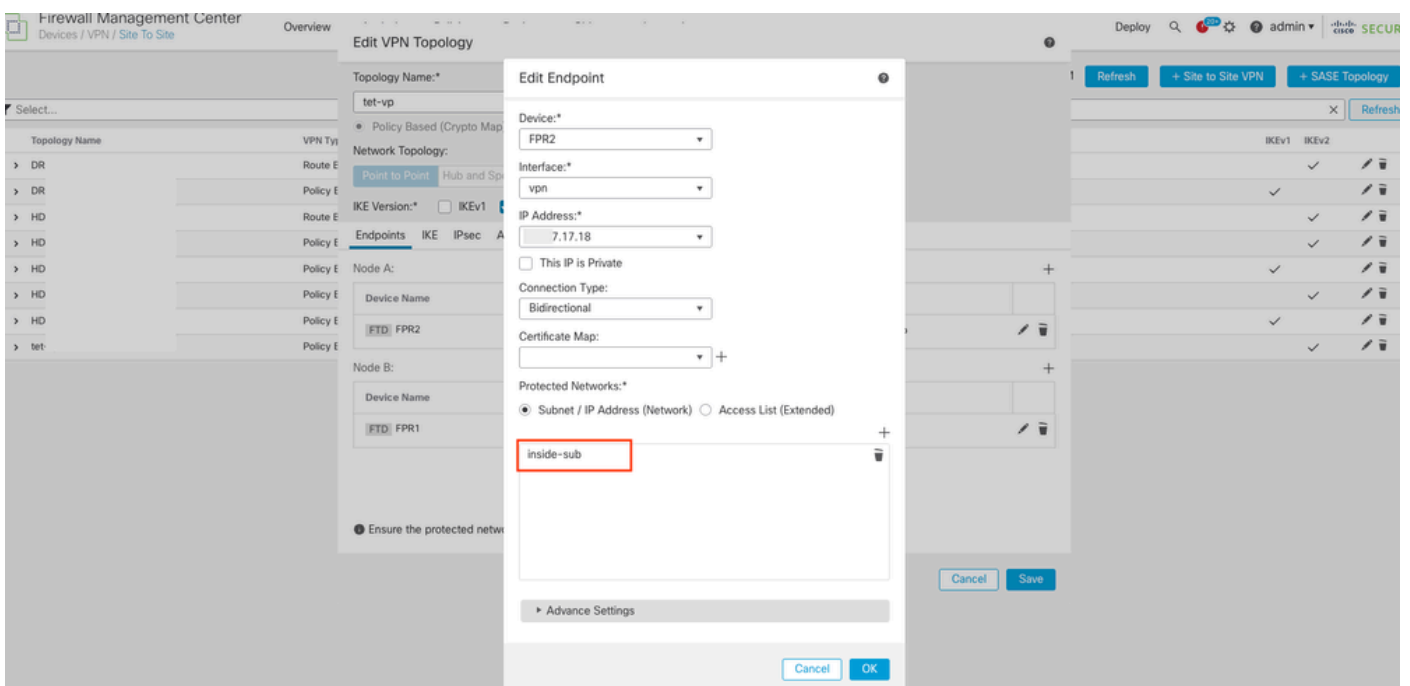 Firewall Management Center
Devices / VPN / Site To Site
Overview
Deploy
20+
admin
cisco SECUR
Refresh
+ Site to Site VPN
+ SASE Topology
Select...
Refresh
Topology Name
VPN Typ
IKEv1 IKEv2
DR
Route B
DR
Policy B
HD
Route B
HD
Policy B
HD
Policy B
HD
Policy B
HD
Policy B
tet-
Policy B
Edit VPN Topology
Topology Name:*
tet-vp
Policy Based (Crypto Map
Network Topology:
Point to Point Hub and Sp
IKE Version:* IKEv1
Endpoints IKE IPsec A
Node A:
Device Name
FTD FPR2
Node B:
Device Name
FTD FPR1
Ensure the protected netwo
Cancel Save
Edit Endpoint
Device:*
FPR2
Interface:*
vpn
IP Address:*
7.17.18
This IP is Private
Connection Type:
Bidirectional
Certificate Map:
Protected Networks:*
Subnet / IP Address (Network) Access List (Extended)
inside-sub
Advance Settings
Cancel OK